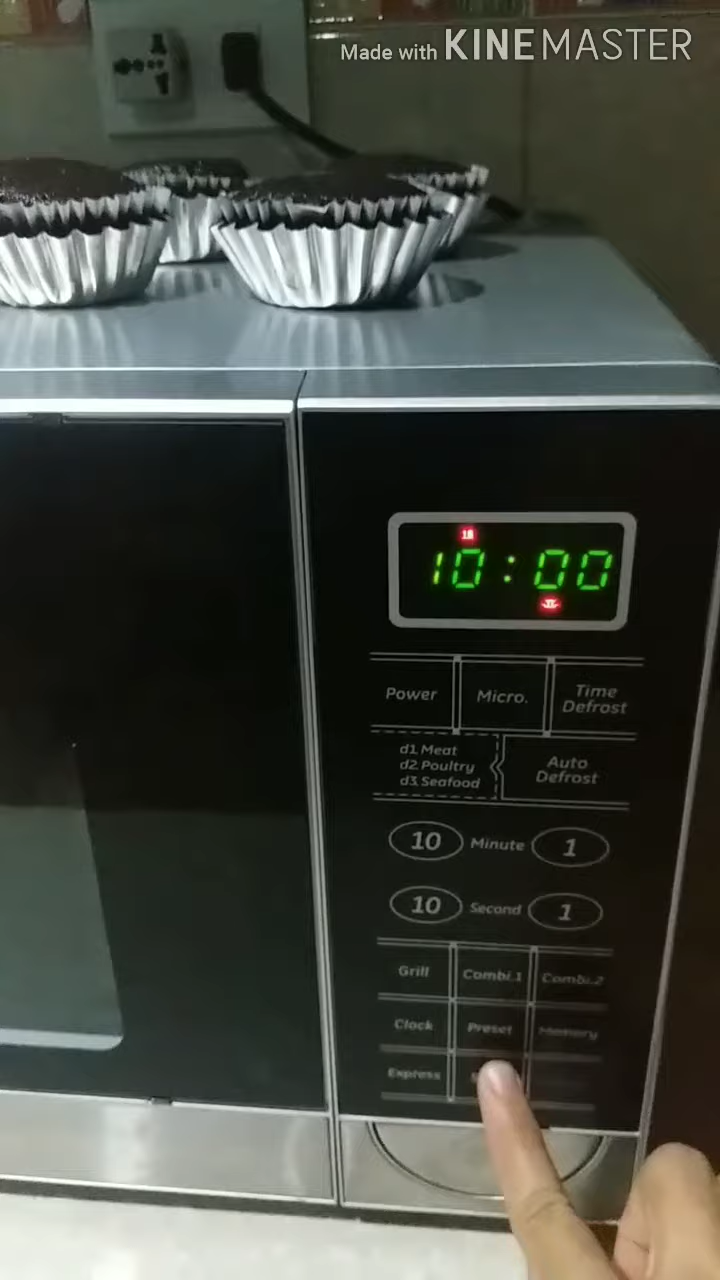 Made with KINEMASTER
10:00
Power
Micro.
Time
Defrost
d1 Meat
d2 Poultry
d3 Seafood
Auto
Defrost
10 Minute 1
10 Second 1
Grill
Combi.1
Combi.2
Clock
Preset
Memory
Express